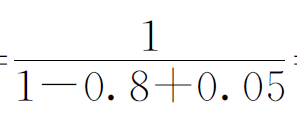 =
1
1-0.8+0.05
=